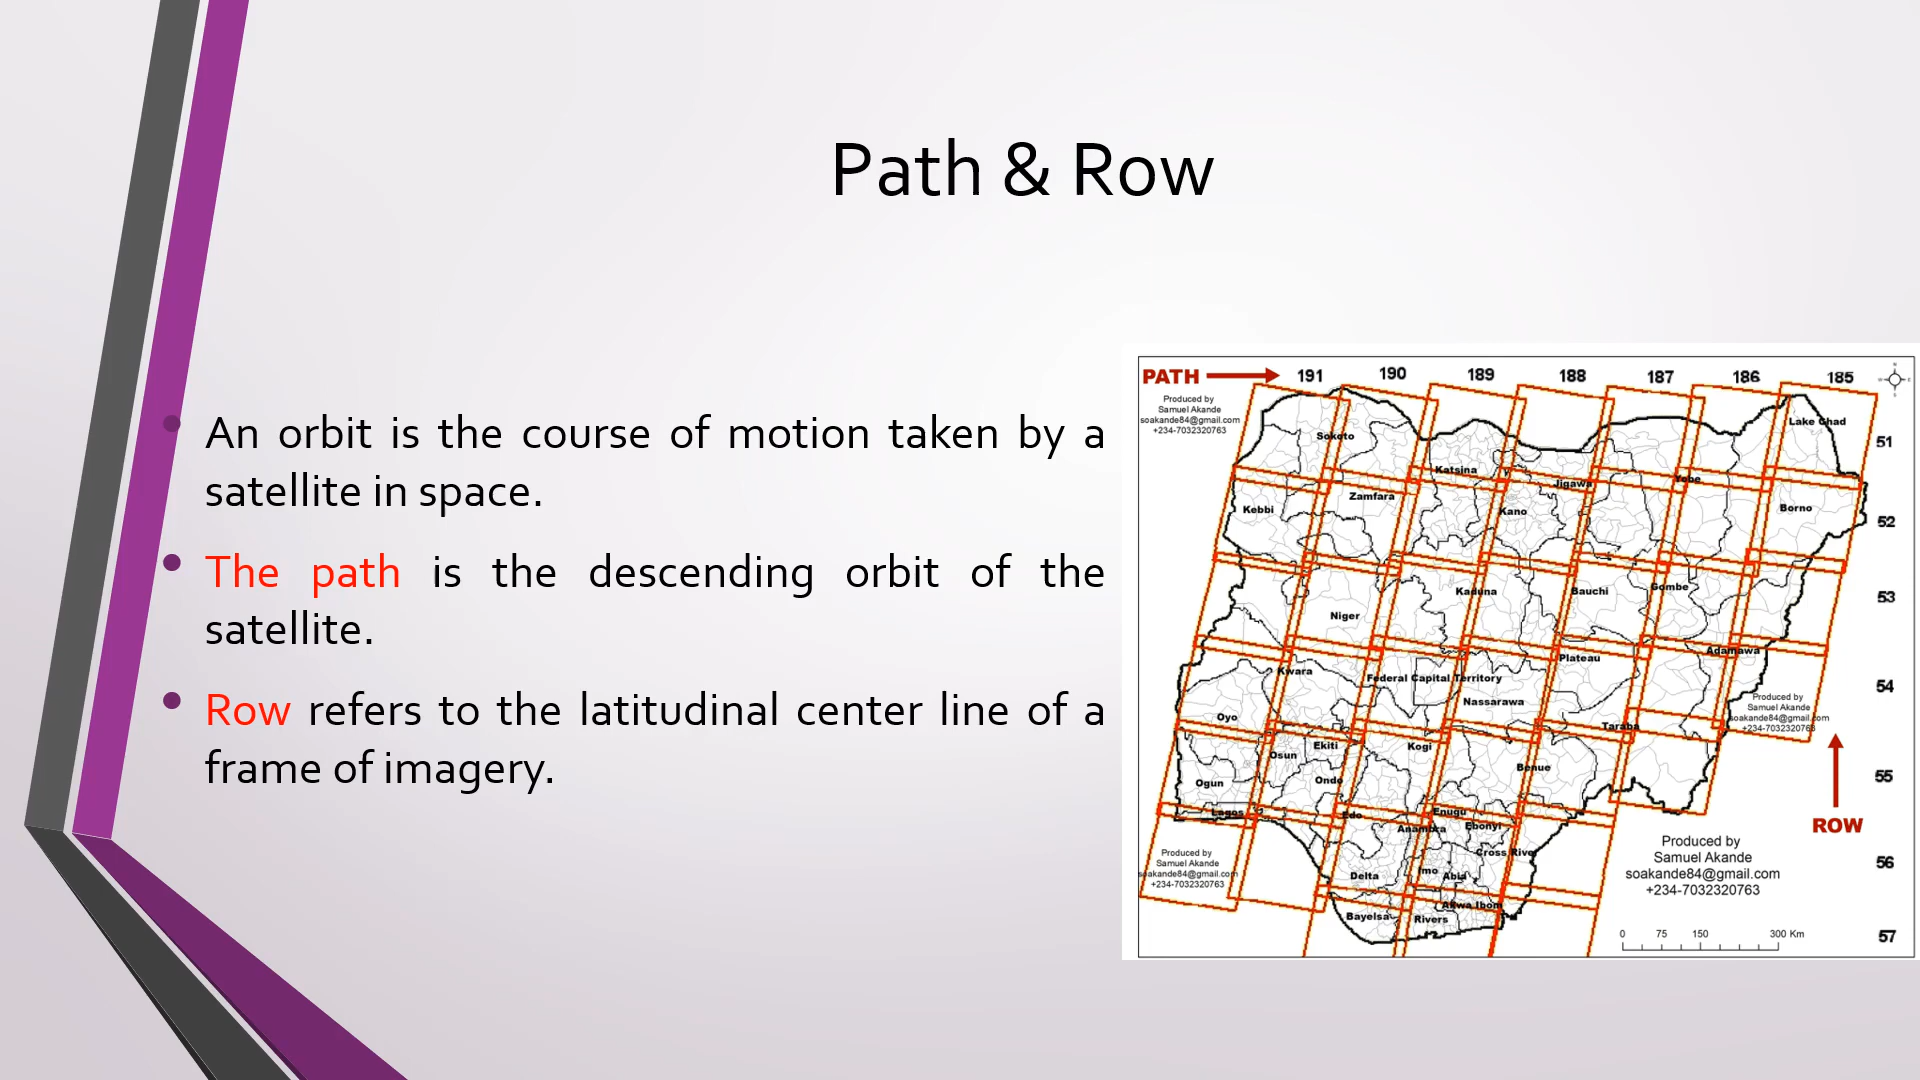 Path & Row
• An orbit is the course of motion taken by a
satellite in space.
• The path is the descending orbit of the
satellite.
• Row refers to the latitudinal center line of a
frame of imagery.
PATH
191 190 189 188 187 186 185
Produced by
Samuel Akande
soakande84@gmail.com
+234-7032320763
Lake Chad
51
Sokoto
Katsina
Jigawa
Yobe
Zamfara
Kebbi
Kano
Borno
52
Kaduna
Bauchi
Gombe
53
Niger
Adamawa
Plateau
Kwara
Federal Capital Territory
54
Nassarawa
Produced by
Samuel Akande
soakande84@gmail.com
+234-7032320763
Oyo
Taraba
Ekiti
Kogi
Osun
Benue
Ogun
Ondo
55
Lagos
Edo
Enugu
Anambra
Ebonyi
ROW
Cross River
Produced by
Samuel Akande
soakande84@gmail.com
+234-7032320763
Produced by
Samuel Akande
soakande84@gmail.com
+234-7032320763
56
Delta
Imo
Abia
Akwa Ibom
Bayelsa
Rivers
0 75 150 300 Km
57